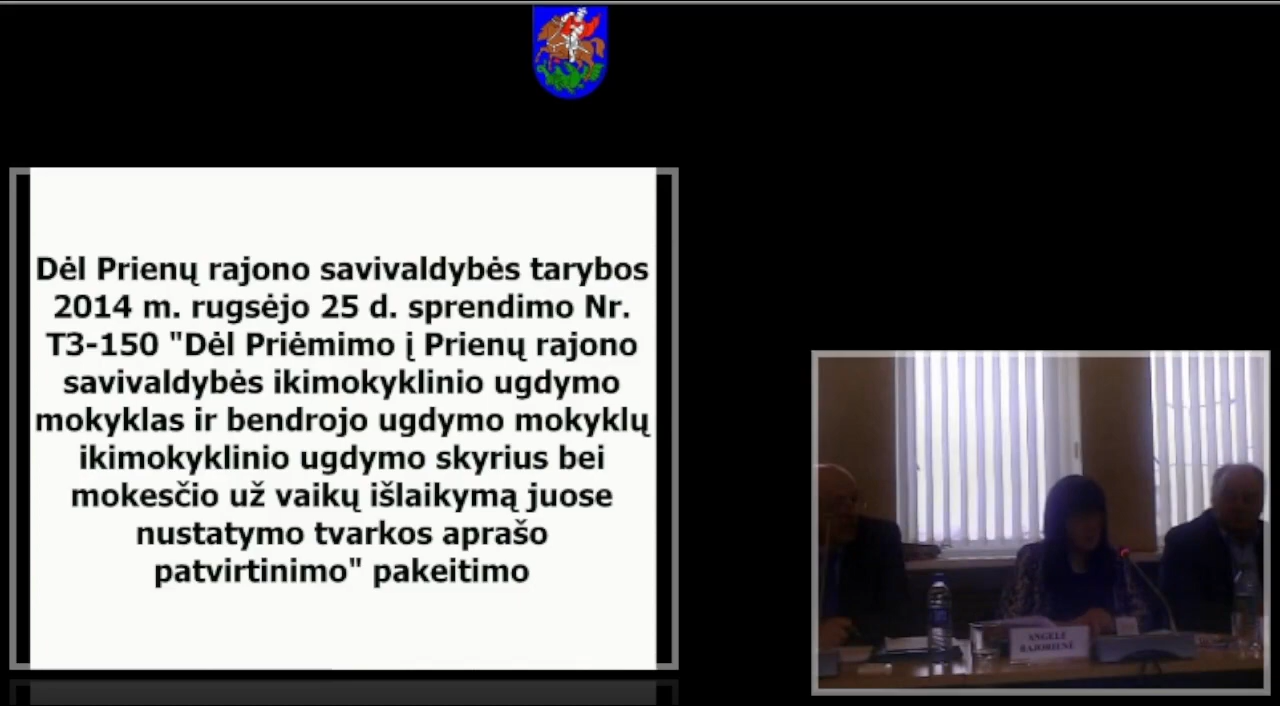 Dėl Prienų rajono savivaldybės tarybos
2014 m. rugsėjo 25 d. sprendimo Nr.
T3-150 "Dėl Priėmimo į Prienų rajono
savivaldybės ikimokyklinio ugdymo
mokyklas ir bendrojo ugdymo mokyklų
ikimokyklinio ugdymo skyrius bei
mokesčio už vaikų išlaikymą juose
nustatymo tvarkos aprašo
patvirtinimo" pakeitimo
ANGELĖ
BAJORIENĖ